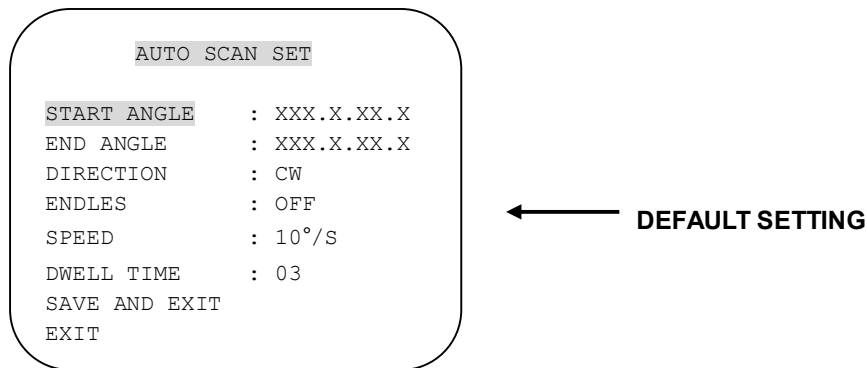 AUTO SCAN SET
START ANGLE : XXX.X.XX.X
END ANGLE : XXX.X.XX.X
DIRECTION : CW
ENDLES : OFF
SPEED : 10°/S
DWELL TIME : 03
SAVE AND EXIT
EXIT
DEFAULT SETTING